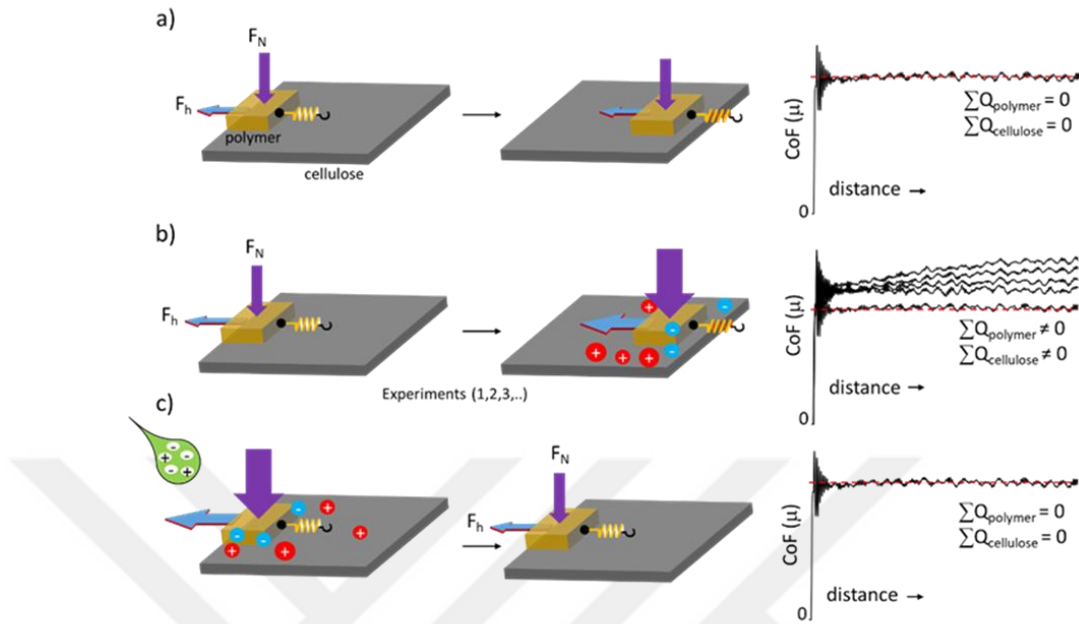 a)
F_N
F_h
polymer
cellulose
CoF (μ)
∑Q_polymer = 0
∑Q_cellulose = 0
distance →
0
b)
F_N
F_h
Experiments (1,2,3,..)
CoF (μ)
∑Q_polymer ≠ 0
∑Q_cellulose ≠ 0
distance →
0
c)
F_N
F_h
CoF (μ)
∑Q_polymer = 0
∑Q_cellulose = 0
distance →
0